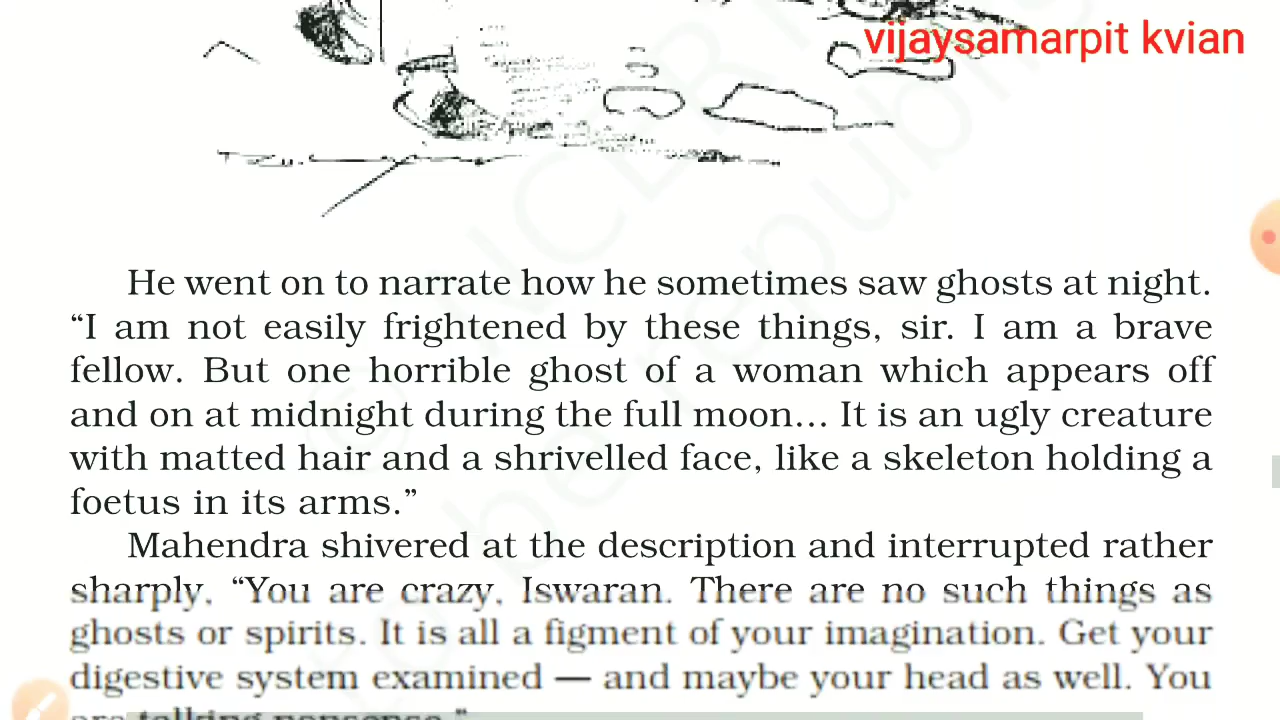 vijaysamarpit kvian
He went on to narrate how he sometimes saw ghosts at night.
“I am not easily frightened by these things, sir. I am a brave
fellow. But one horrible ghost of a woman which appears off
and on at midnight during the full moon... It is an ugly creature
with matted hair and a shrivelled face, like a skeleton holding a
foetus in its arms.”
Mahendra shivered at the description and interrupted rather
sharply, “You are crazy, Iswaran. There are no such things as
ghosts or spirits. It is all a figment of your imagination. Get your
digestive system examined — and maybe your head as well. You
are talking nonsense.”